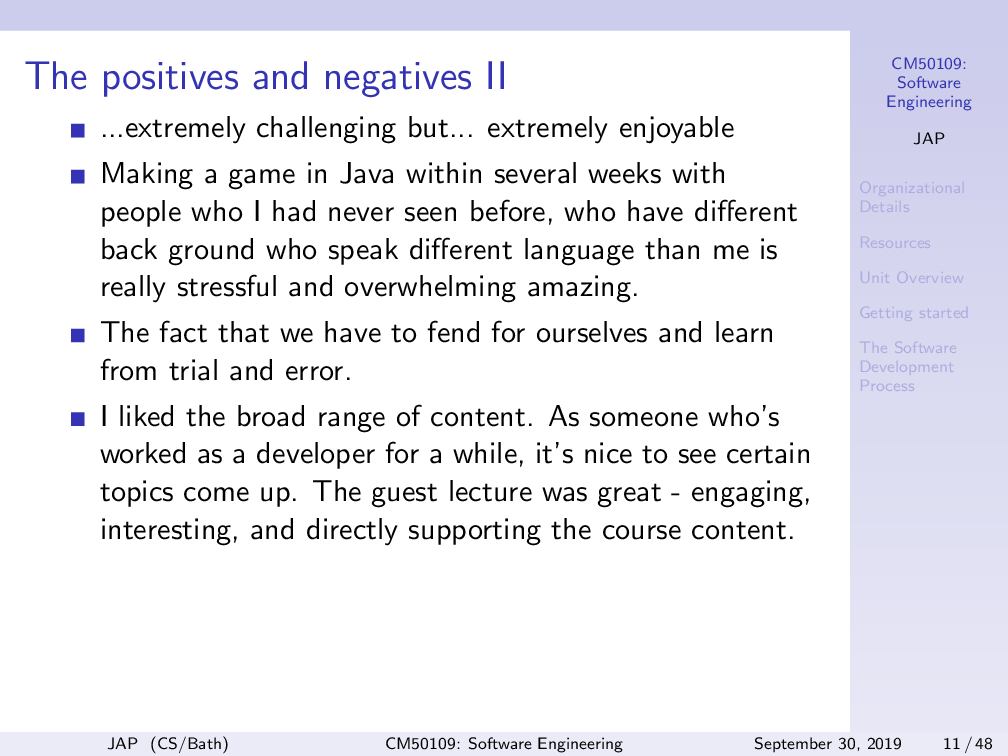 The positives and negatives II
...extremely challenging but... extremely enjoyable
Making a game in Java within several weeks with
people who I had never seen before, who have different
back ground who speak different language than me is
really stressful and overwhelming amazing.
The fact that we have to fend for ourselves and learn
from trial and error.
I liked the broad range of content. As someone who's
worked as a developer for a while, it's nice to see certain
topics come up. The guest lecture was great - engaging,
interesting, and directly supporting the course content.
CM50109:
Software
Engineering
JAP
Organizational
Details
Resources
Unit Overview
Getting started
The Software
Development
Process
JAP (CS/Bath)
CM50109: Software Engineering
September 30, 2019
11 / 48